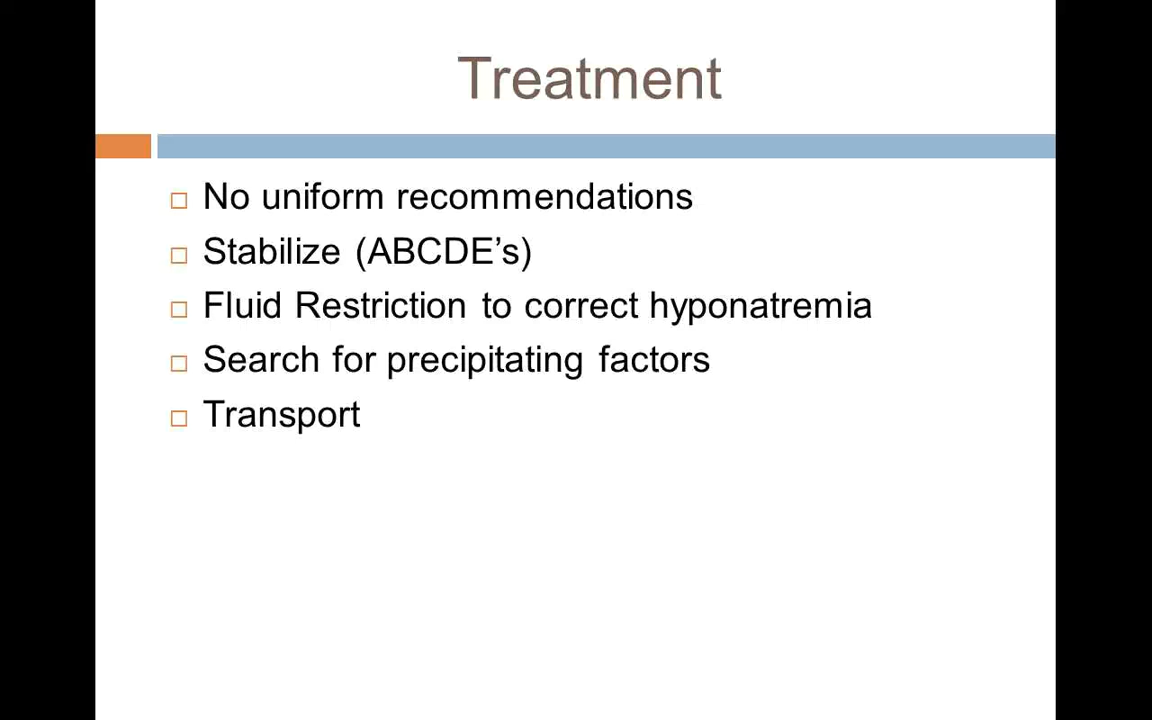 Treatment
No uniform recommendations
Stabilize (ABCDE’s)
Fluid Restriction to correct hyponatremia
Search for precipitating factors
Transport